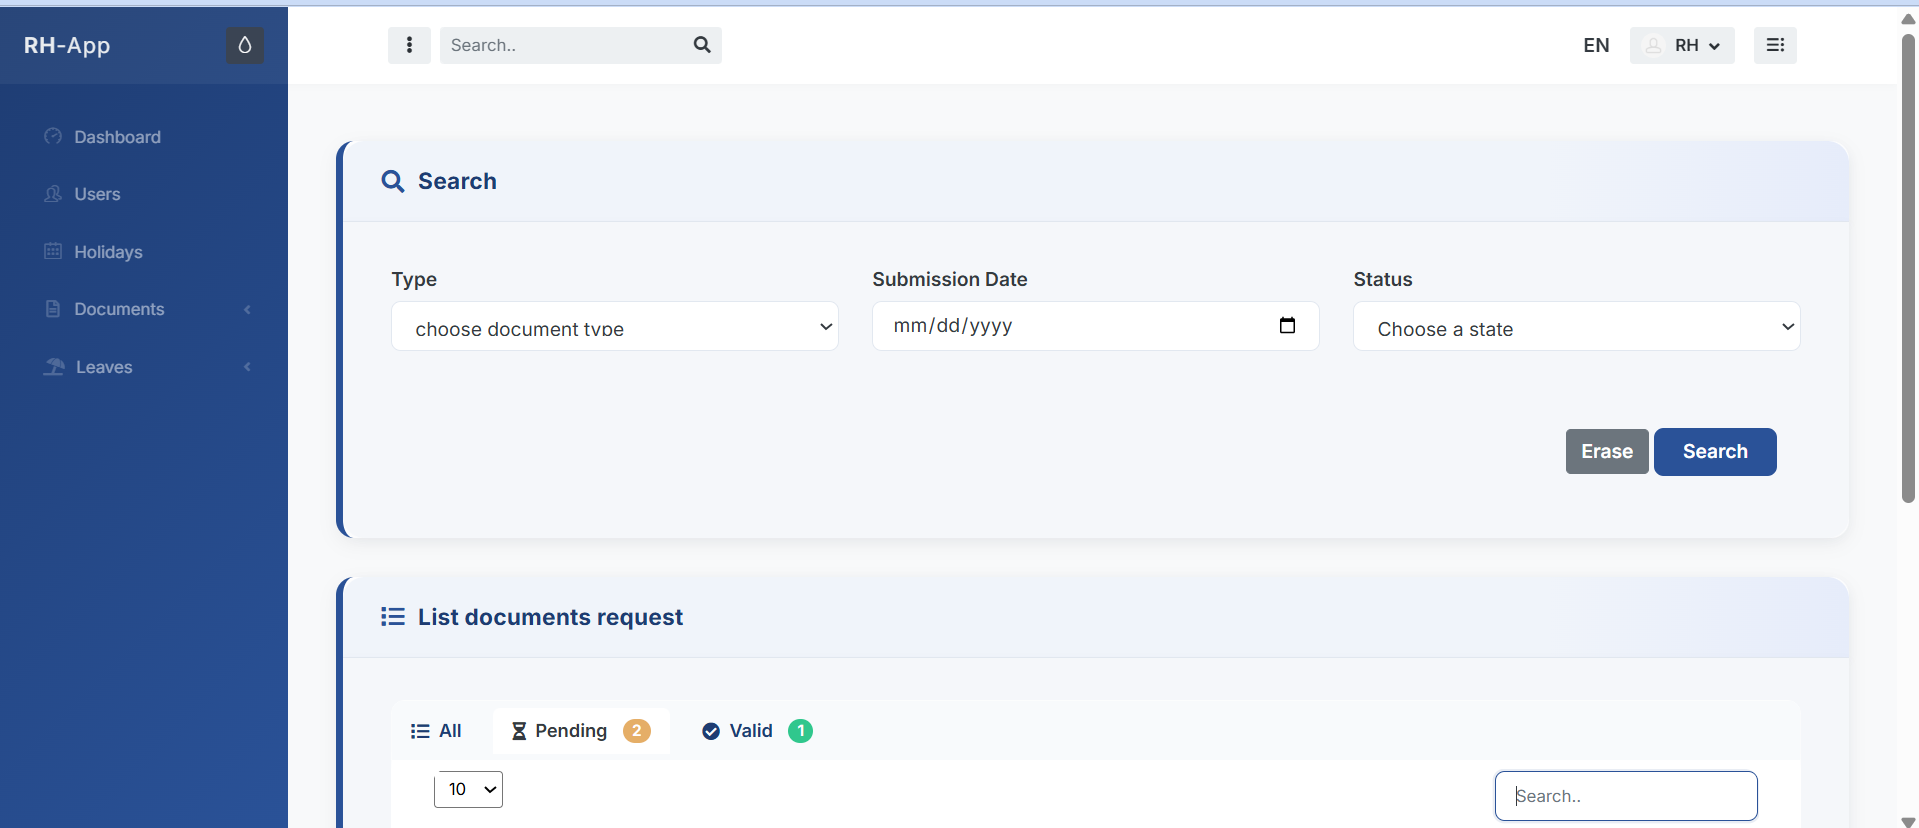 RH-App
Search..
EN
RH
Dashboard
Users
Holidays
Documents
Leaves
Search
Type
Submission Date
Status
choose document type
mm/dd/yyyy
Choose a state
Erase
Search
List documents request
All
Pending 2
Valid 1
10
Search..